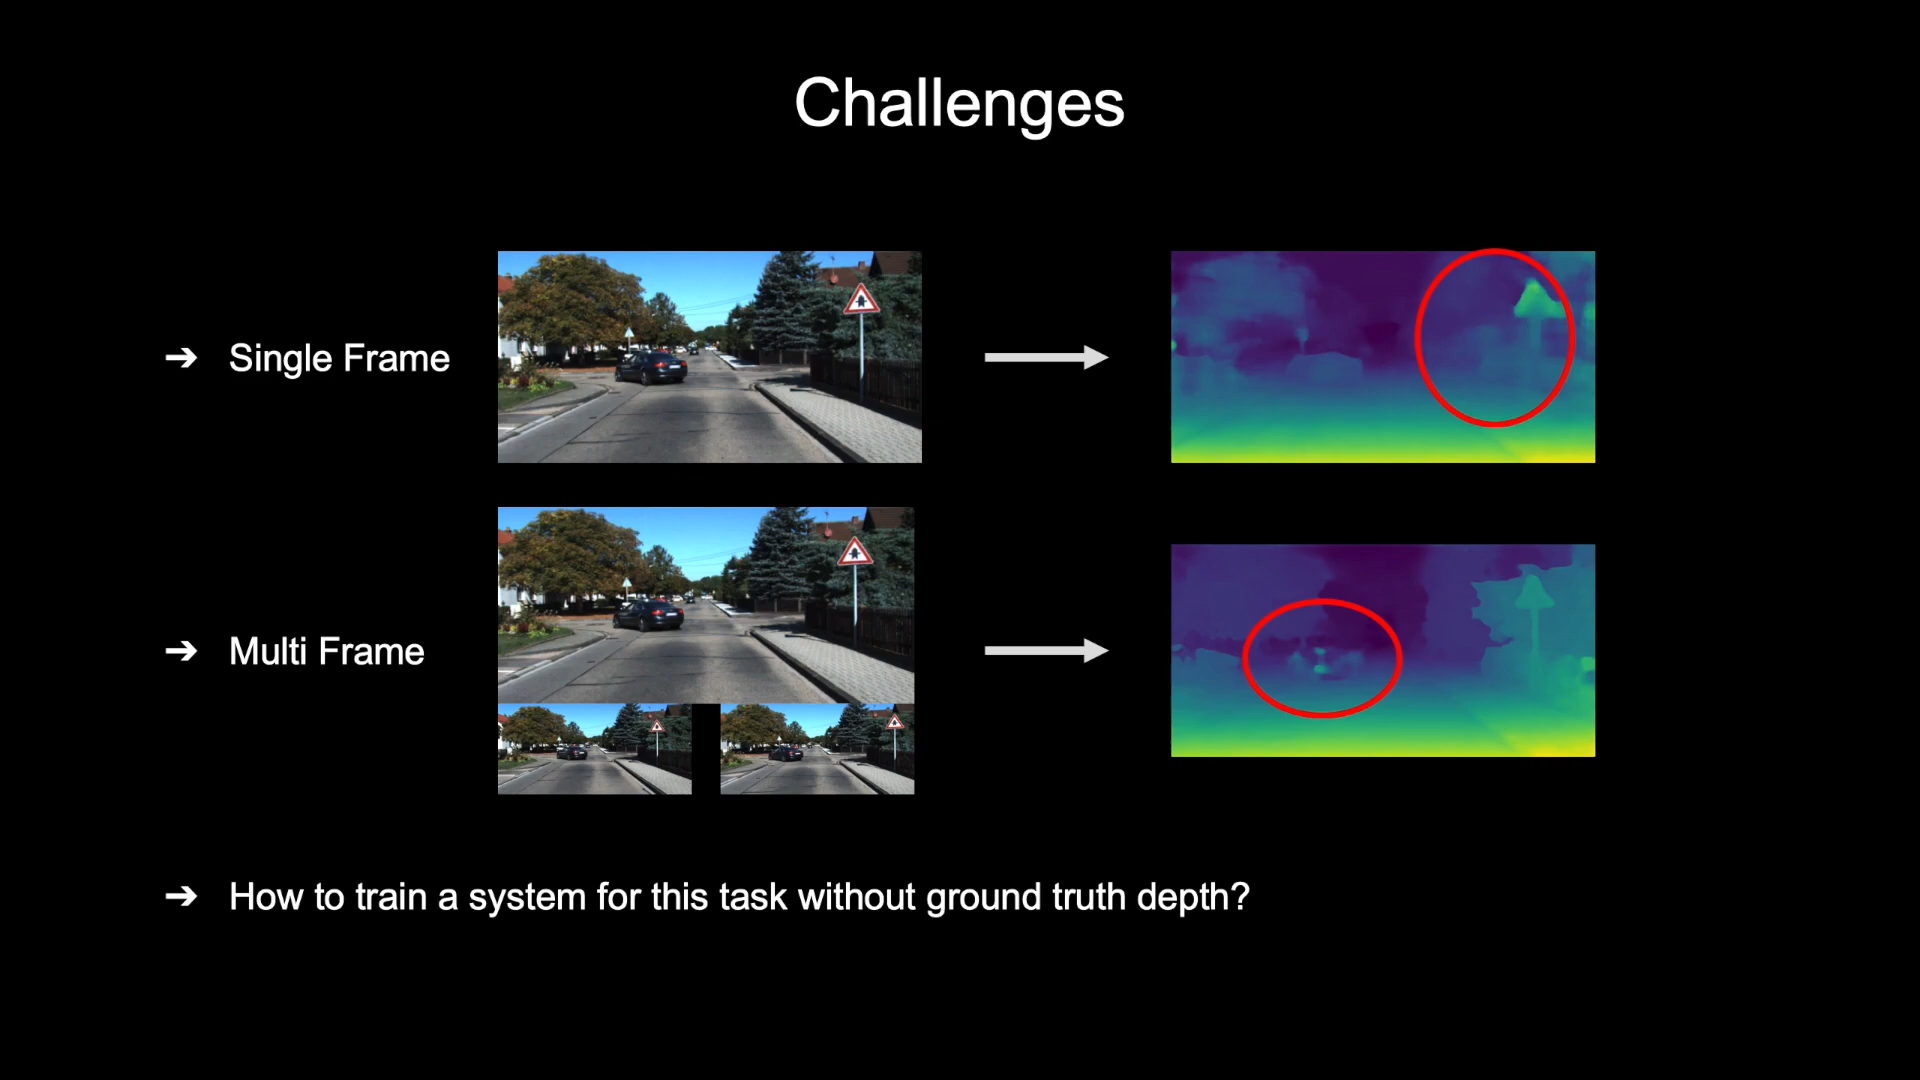 Challenges
➔ Single Frame
➔ Multi Frame
➔ How to train a system for this task without ground truth depth?